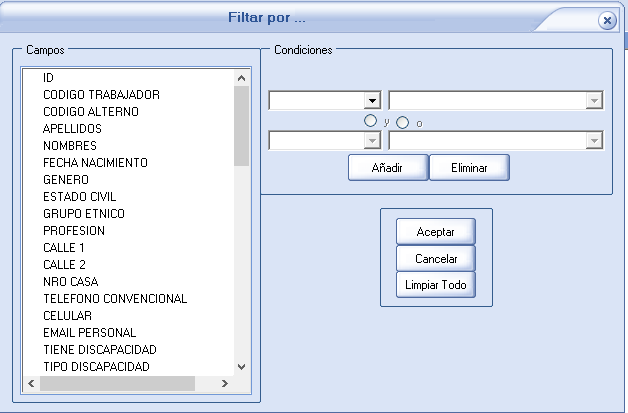 Filtar por ...
Campos
ID
CODIGO TRABAJADOR
CODIGO ALTERNO
APELLIDOS
NOMBRES
FECHA NACIMIENTO
GENERO
ESTADO CIVIL
GRUPO ETNICO
PROFESION
CALLE 1
CALLE 2
NRO CASA
TELEFONO CONVENCIONAL
CELULAR
EMAIL PERSONAL
TIENE DISCAPACIDAD
TIPO DISCAPACIDAD
Condiciones
y o
Añadir Eliminar
Aceptar
Cancelar
Limpiar Todo